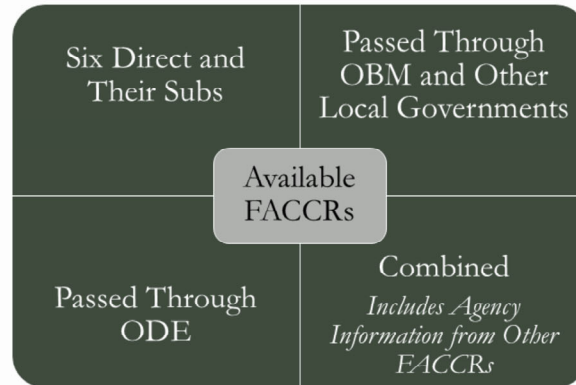 Six Direct and
Their Subs
Passed Through
OBM and Other
Local Governments
Available
FACCRs
Passed Through
ODE
Combined
Includes Agency
Information from Other
FACCRs